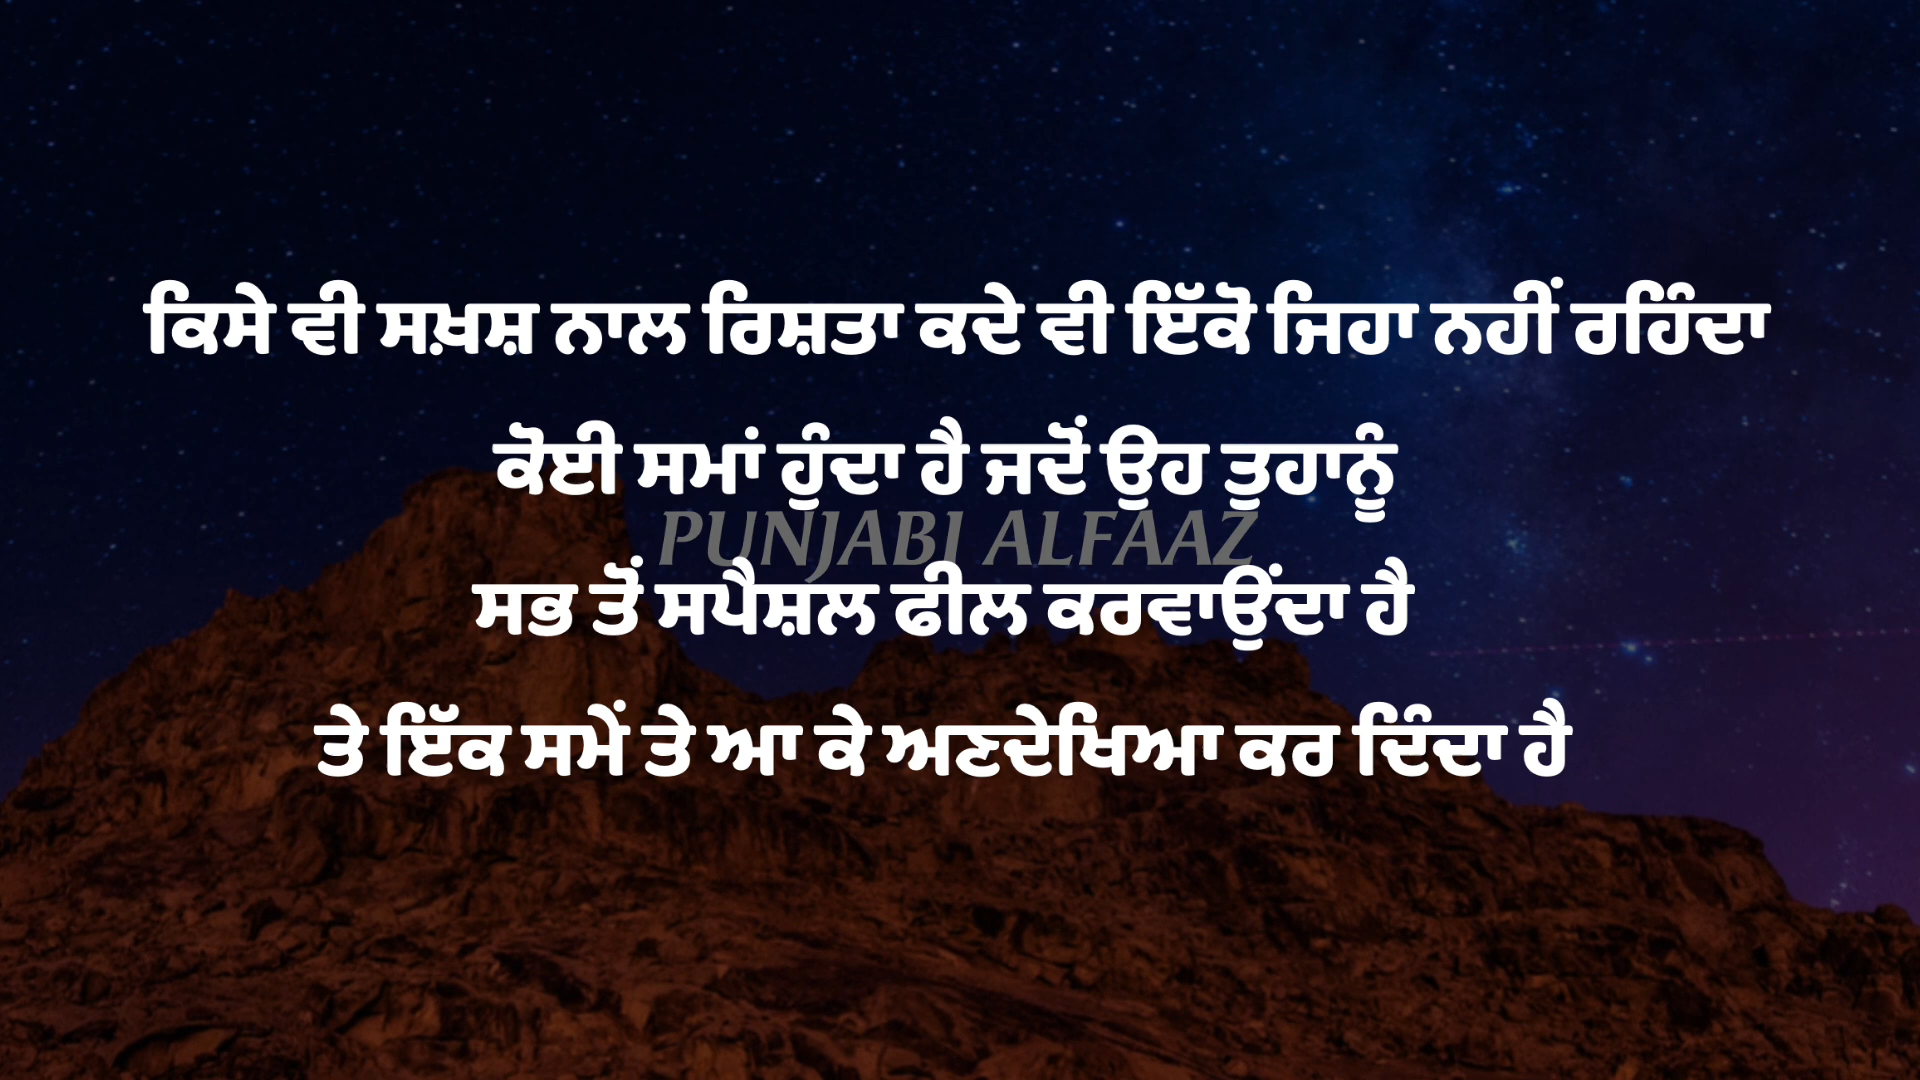 ਕਿਸੇ ਵੀ ਸਖ਼ਸ਼ ਨਾਲ ਰਿਸ਼ਤਾ ਕਦੇ ਵੀ ਇੱਕੋ ਜਿਹਾ ਨਹੀਂ ਰਹਿੰਦਾ
ਕੋਈ ਸਮਾਂ ਹੁੰਦਾ ਹੈ ਜਦੋਂ ਉਹ ਤੁਹਾਨੂੰ
PUNJABI ALFAAZ
ਸਭ ਤੋਂ ਸਪੈਸ਼ਲ ਫੀਲ ਕਰਵਾਉਂਦਾ ਹੈ
ਤੇ ਇੱਕ ਸਮੇਂ ਤੇ ਆ ਕੇ ਅਣਦੇਖਿਆ ਕਰ ਦਿੰਦਾ ਹੈ